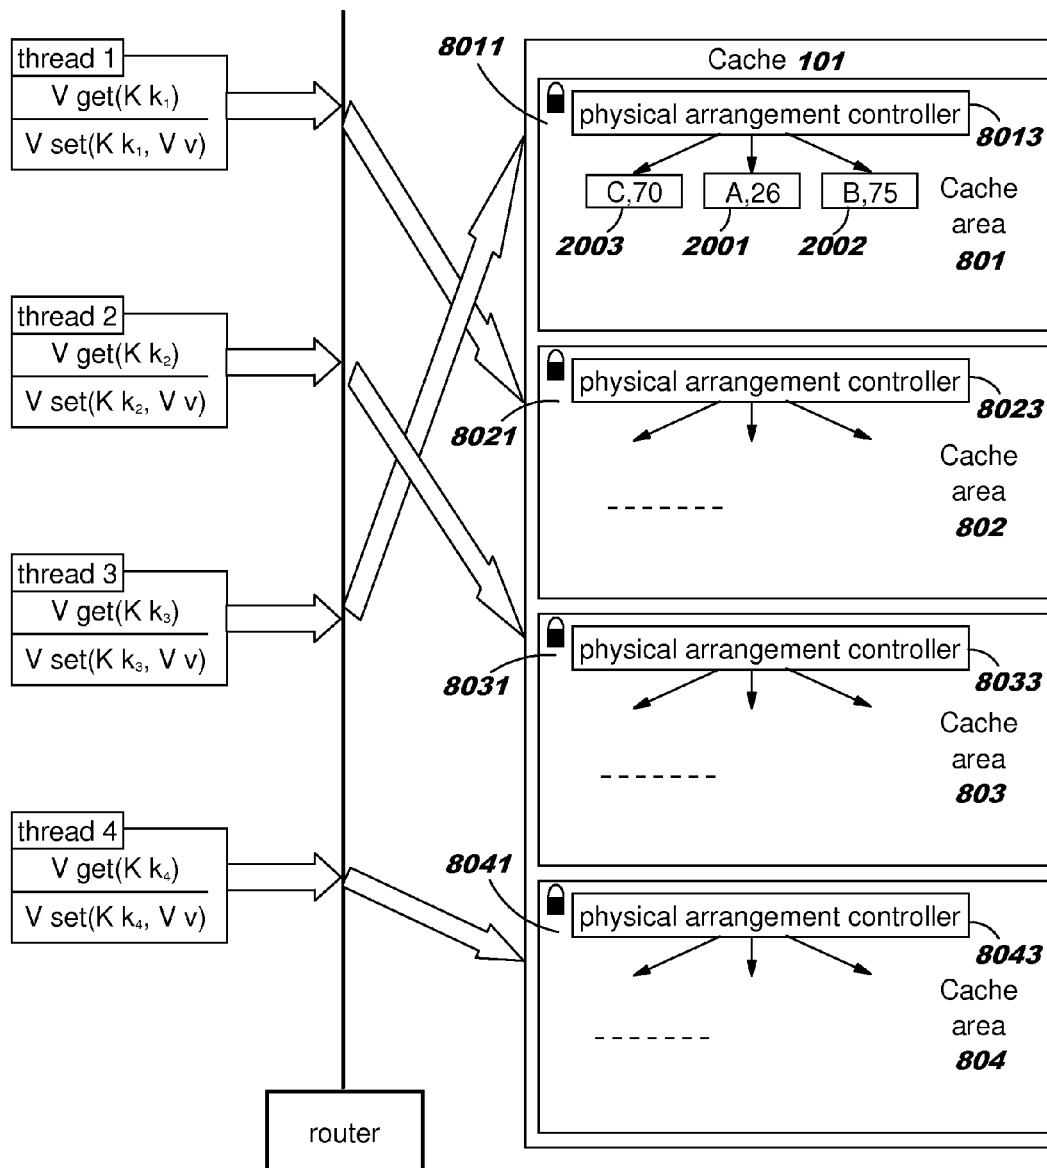 thread 1
V get(K k₁)
V set(K k₁, V v)
thread 2
V get(K k₂)
V set(K k₂, V v)
thread 3
V get(K k₃)
V set(K k₃, V v)
thread 4
V get(K k₄)
V set(K k₄, V v)
router
Cache 101
8011
physical arrangement controller
8013
C,70
A,26
B,75
2003
2001
2002
Cache
area
801
8021
physical arrangement controller
8023
Cache
area
802
8031
physical arrangement controller
8033
Cache
area
803
8041
physical arrangement controller
8043
Cache
area
804